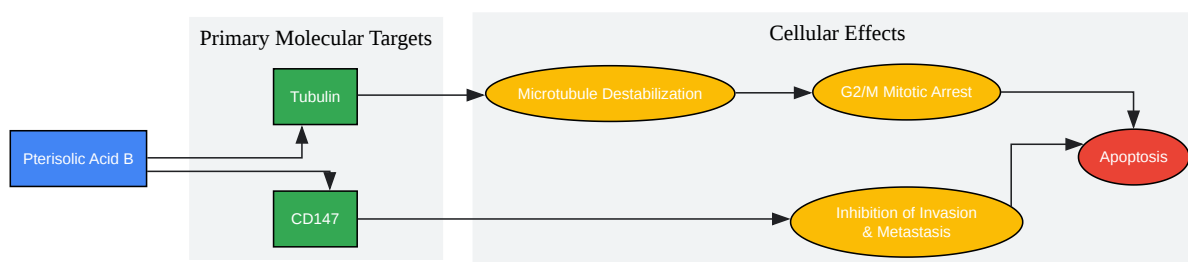 Primary Molecular Targets
Cellular Effects
Tubulin
Microtubule Destabilization
G2/M Mitotic Arrest
Pterisolic Acid B
Apoptosis
CD147
Inhibition of Invasion
& Metastasis